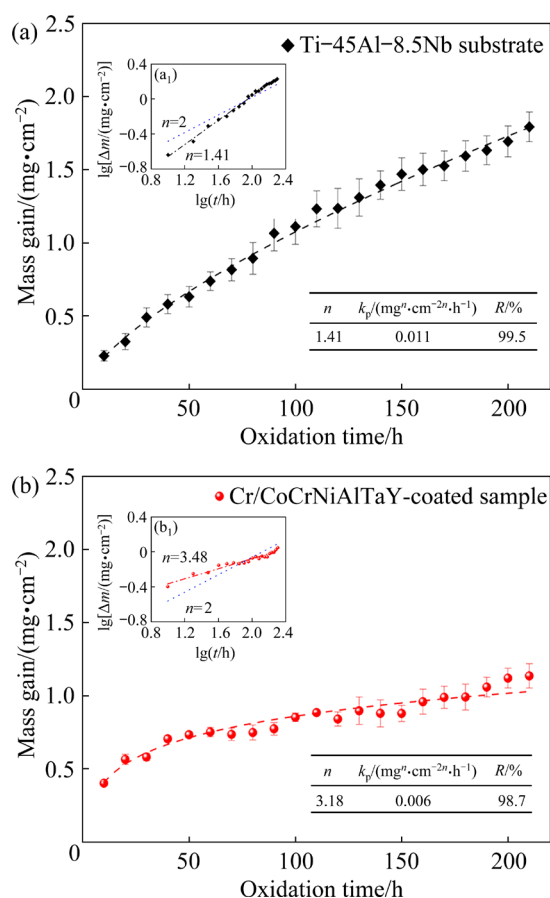 (a)
◆ Ti−45Al−8.5Nb substrate
2.5
2.0
1.5
1.0
0.5
0
50
100
150
200
Mass gain/(mg•cm−2)
Oxidation time/h
(a1)
lg[Δm/(mg•cm−2)]
0.4
0
−0.4
−0.8
n=2
n=1.41
0.8 1.2 1.6 2.0 2.4
lg(t/h)
n kp/(mgn•cm−2n•h−1) R/%
1.41 0.011 99.5
(b)
Cr/CoCrNiAlTaY-coated sample
2.5
2.0
1.5
1.0
0.5
0
50
100
150
200
Mass gain/(mg•cm−2)
Oxidation time/h
(b1)
lg[Δm/(mg•cm−2)]
0.4
0
−0.4
−0.8
n=3.48
n=2
0.8 1.2 1.6 2.0 2.4
lg(t/h)
n kp/(mgn•cm−2n•h−1) R/%
3.18 0.006 98.7